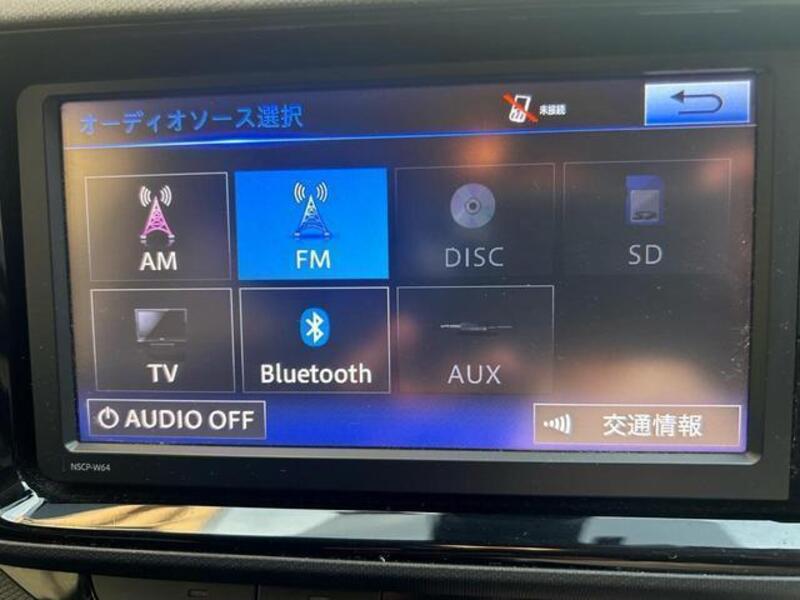 オーディオソース選択
未接続
AM
FM
DISC
SD
TV
Bluetooth
AUX
AUDIO OFF
交通情報
NSCP-W64